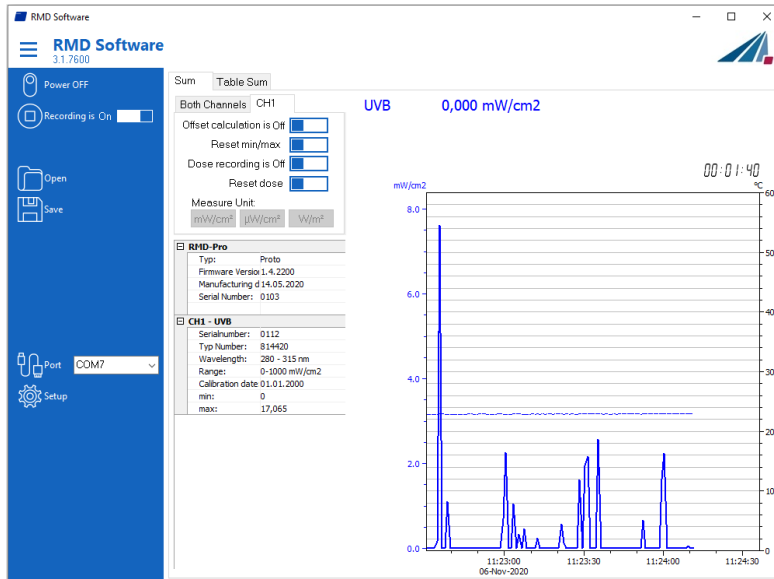 RMD Software
RMD Software
3.1.7600
Power OFF
Recording is On
Open
Save
Port COM7
Setup
Sum Table Sum
Both Channels CH1
Offset calculation is Off
Reset min/max
Dose recording is Off
Reset dose
Measure Unit:
mW/cm² µW/cm² W/m²
RMD-Pro
Typ: Proto
Firmware Versio 1.4.2200
Manufacturing d 14.05.2020
Serial Number: 0103
CH1 - UVB
Serialnumber: 0112
Typ Number: 814420
Wavelength: 280 - 315 nm
Range: 0-1000 mW/cm2
Calibration date 01.01.2000
min: 0
max: 17,065
UVB 0,000 mW/cm2
00:01:40
mW/cm2 °C
8.0
6.0
4.0
2.0
0.0
60
50
40
30
20
10
0
11:23:00 11:23:30 11:24:00 11:24:30
06-Nov-2020